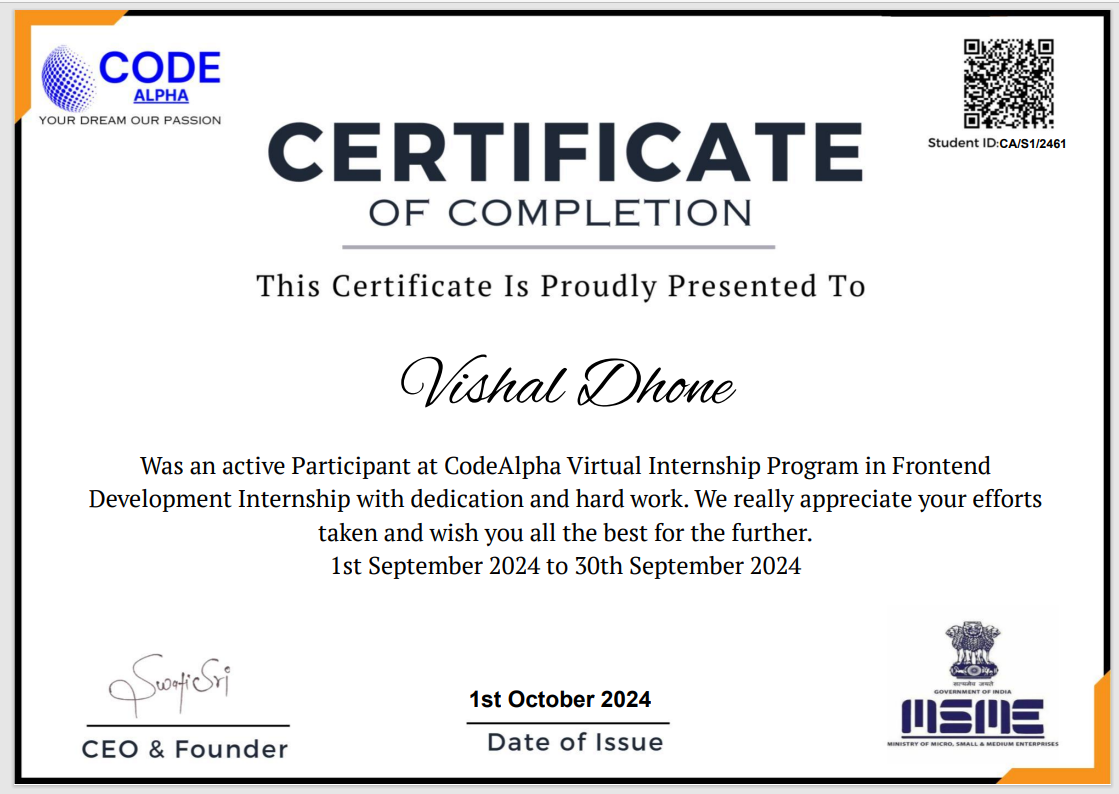 CODE
ALPHA
YOUR DREAM OUR PASSION
Student ID:CA/S1/2461
CERTIFICATE
OF COMPLETION
This Certificate Is Proudly Presented To
Vishal Dhone
Was an active Participant at CodeAlpha Virtual Internship Program in Frontend
Development Internship with dedication and hard work. We really appreciate your efforts
taken and wish you all the best for the further.
1st September 2024 to 30th September 2024
SwatiSri
CEO & Founder
1st October 2024
Date of Issue
सत्यमेव जयते
GOVERNMENT OF INDIA
MSME
MINISTRY OF MICRO, SMALL & MEDIUM ENTERPRISES